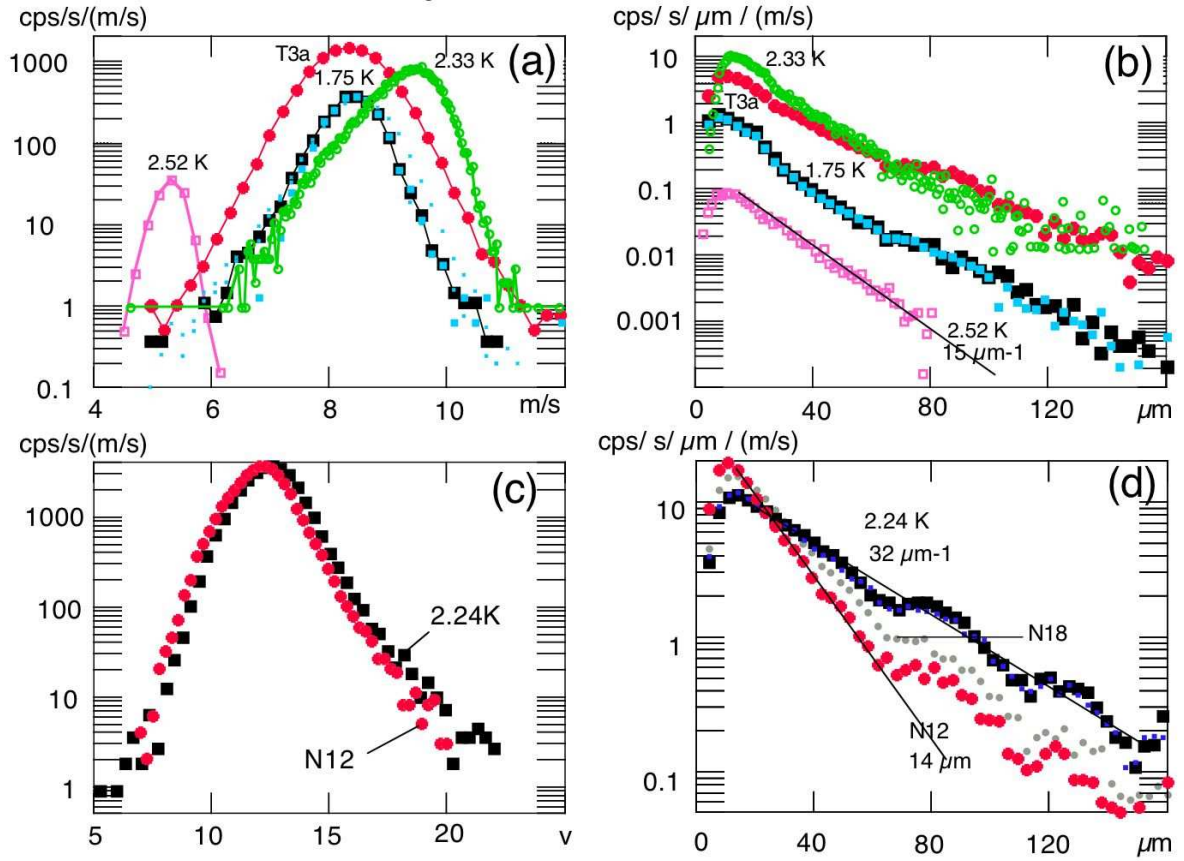 cps/s/(m/s)
(a)
1000
100
10
1
0.1
T3a
1.75 K
2.33 K
2.52 K
4
6
8
10
m/s
cps/ s/ µm / (m/s)
(b)
10
1
0.1
0.01
0.001
2.33 K
T3a
1.75 K
2.52 K
15 µm-1
0
40
80
120
µm
cps/s/(m/s)
(c)
1000
100
10
1
2.24K
N12
5
10
15
20
v
cps/ s/ µm / (m/s)
(d)
10
1
0.1
2.24 K
32 µm-1
N18
N12
14 µm
0
40
80
120
µm